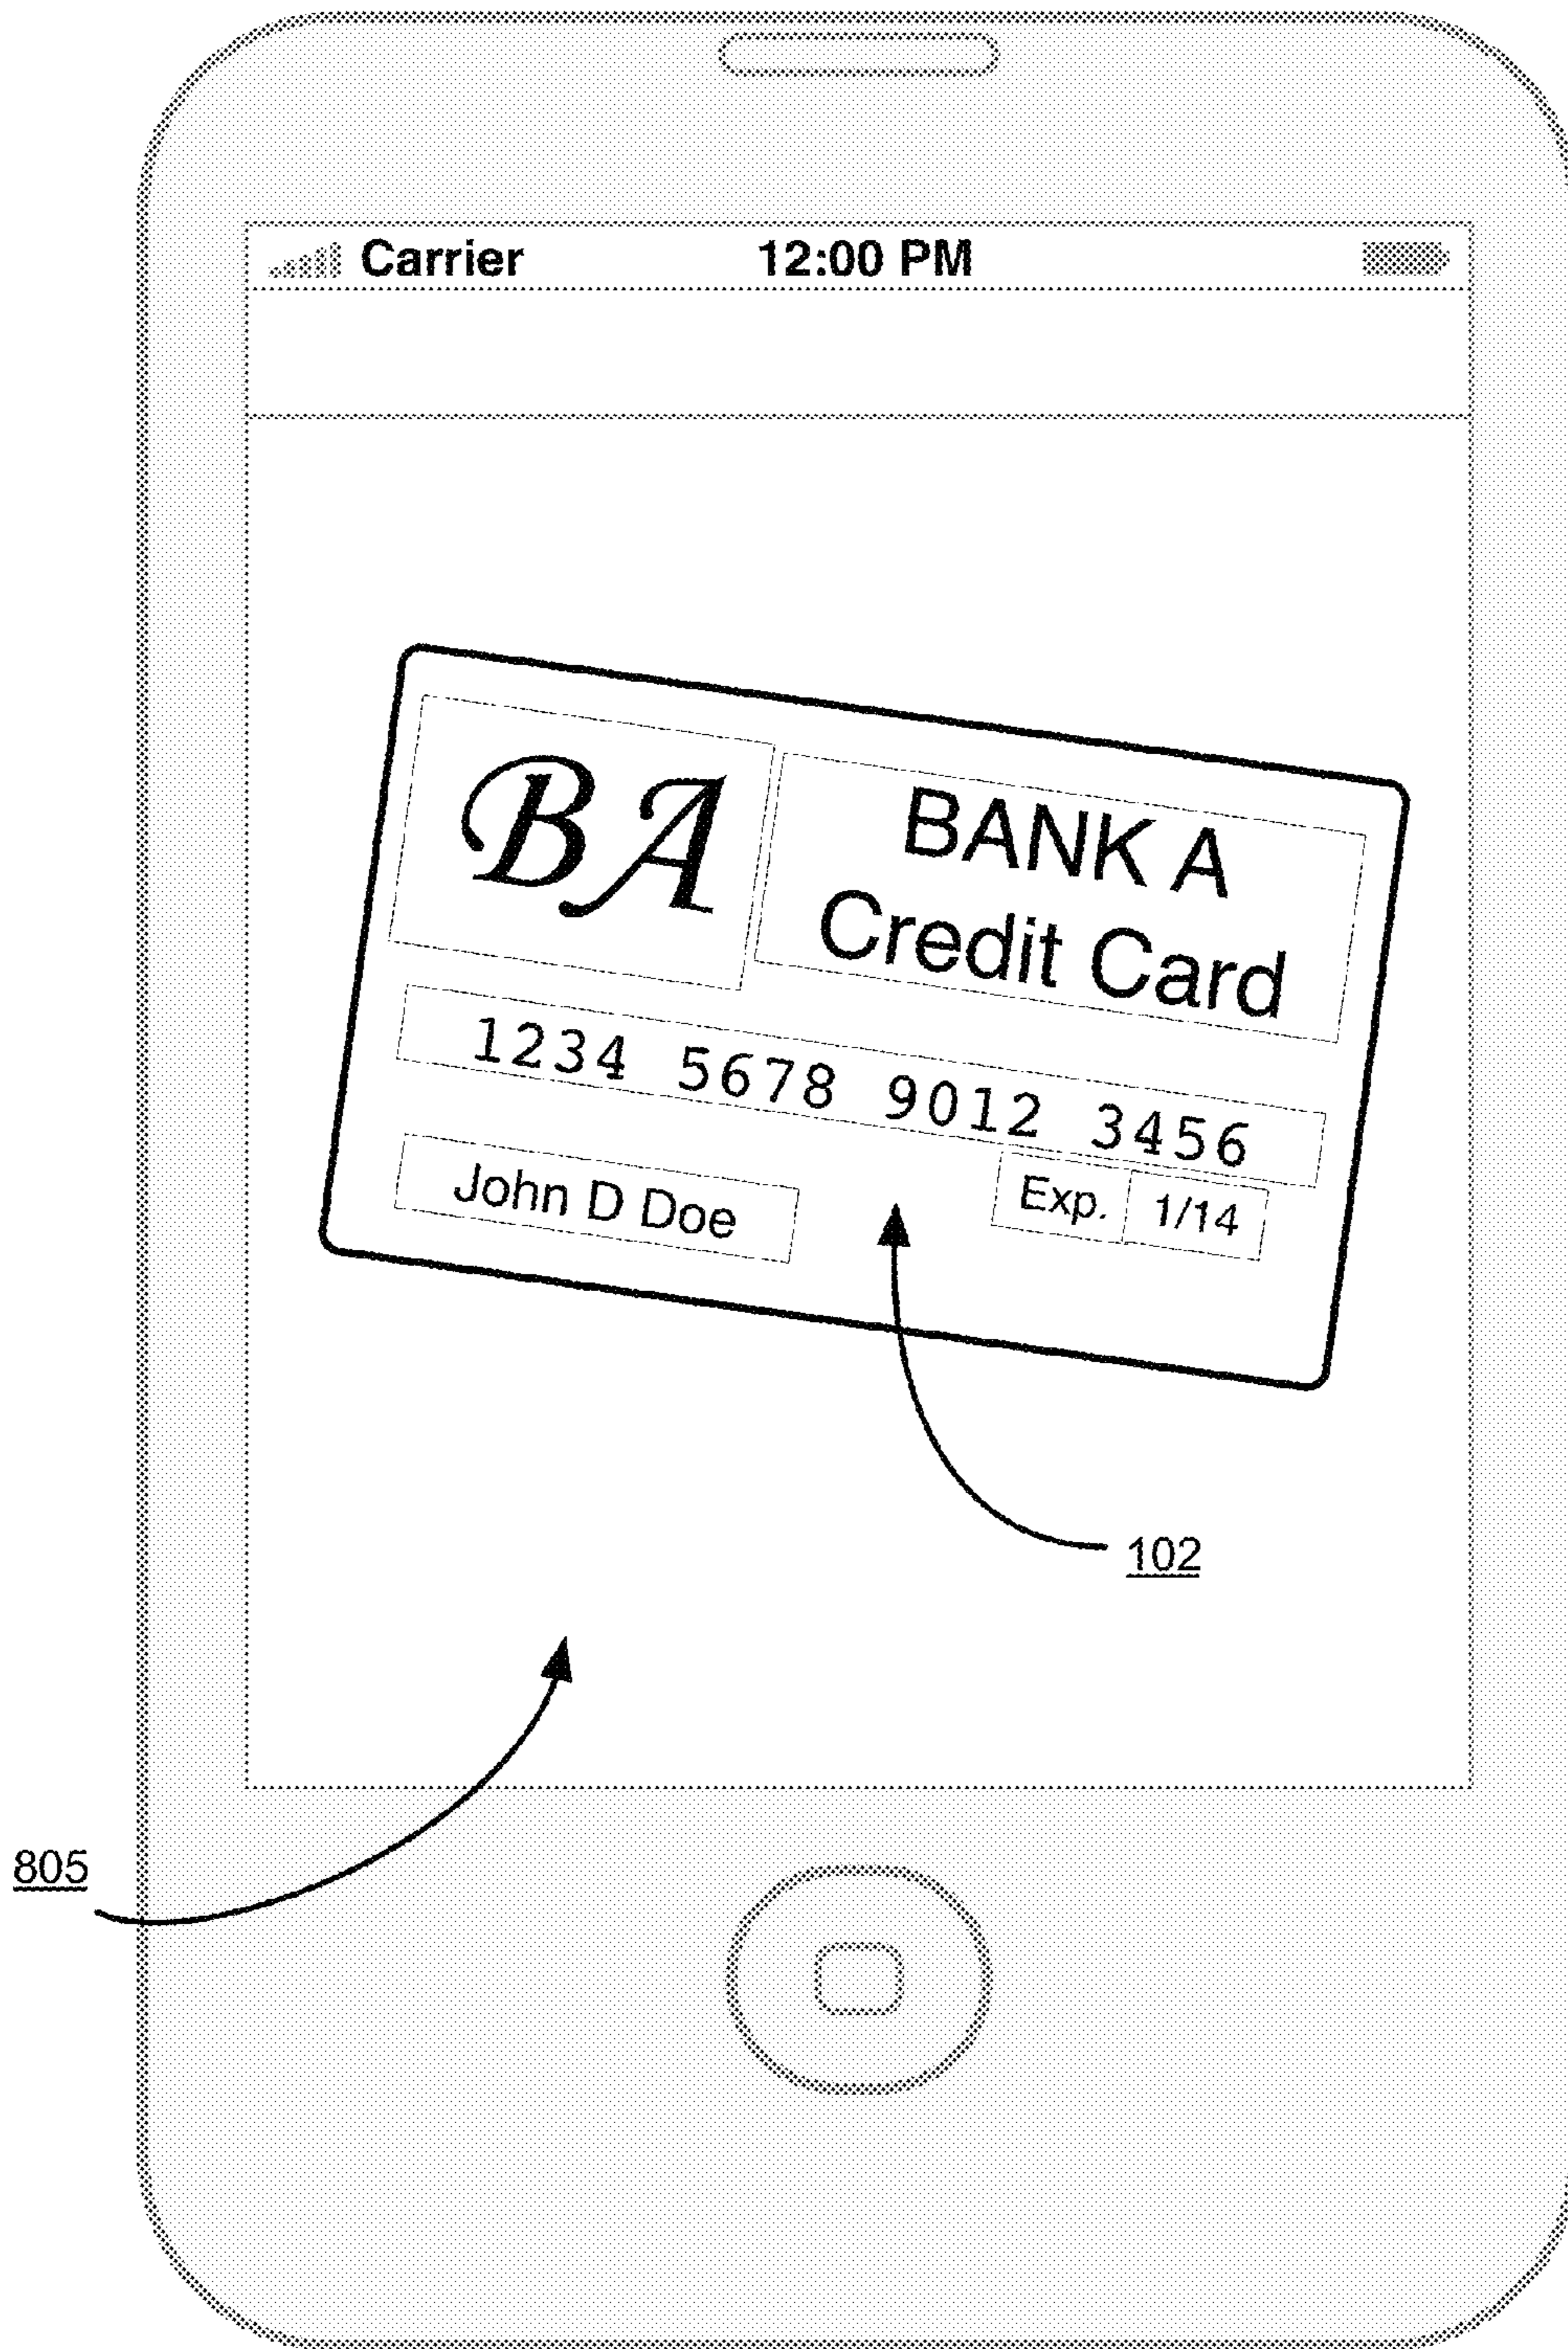 Carrier 12:00 PM
BA
BANK A
Credit Card
1234 5678 9012 3456
John D Doe
Exp. 1/14
102
805